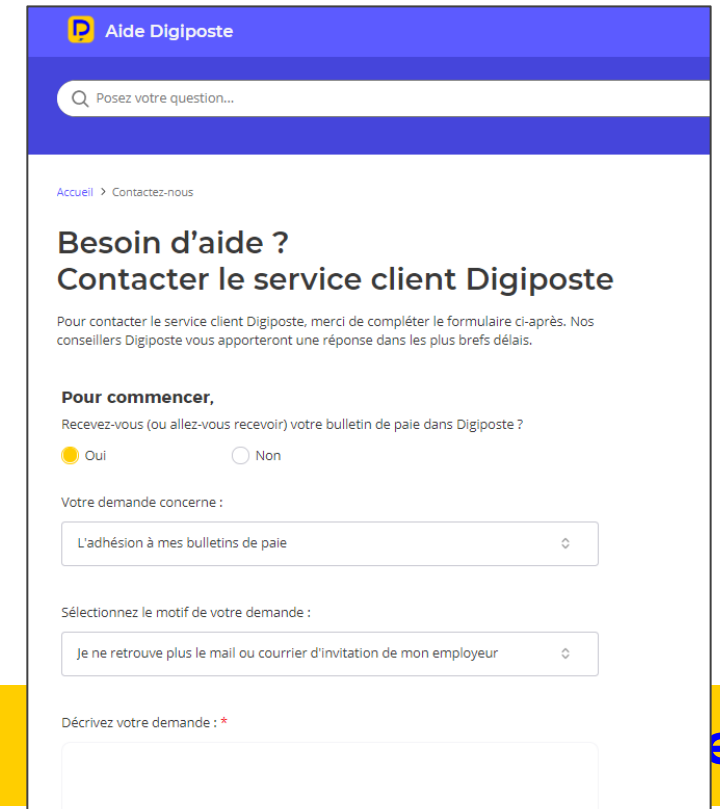 Aide Digiposte
Posez votre question...
Accueil > Contactez-nous
Besoin d'aide ?
Contacter le service client Digiposte
Pour contacter le service client Digiposte, merci de compléter le formulaire ci-après. Nos
conseillers Digiposte vous apporteront une réponse dans les plus brefs délais.
Pour commencer,
Recevez-vous (ou allez-vous recevoir) votre bulletin de paie dans Digiposte ?
Oui Non
Votre demande concerne :
L'adhésion à mes bulletins de paie
Sélectionnez le motif de votre demande :
Je ne retrouve plus le mail ou courrier d'invitation de mon employeur
Décrivez votre demande : *